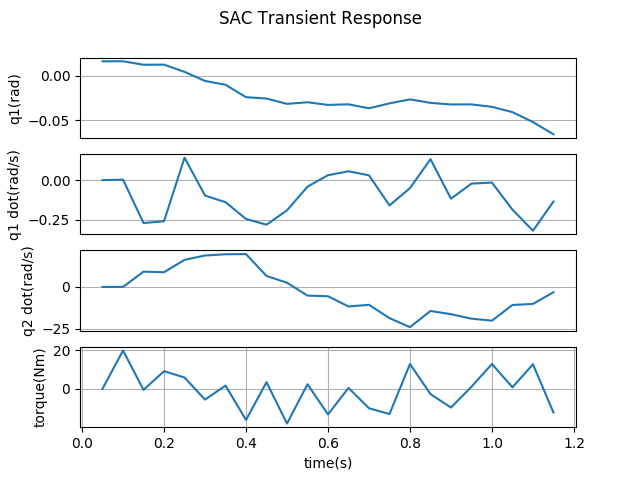 SAC Transient Response
0.00
−0.05
q1(rad)
0.00
−0.25
q1 dot(rad/s)
0
−25
q2 dot(rad/s)
20
0
torque(Nm)
0.0 0.2 0.4 0.6 0.8 1.0 1.2
time(s)